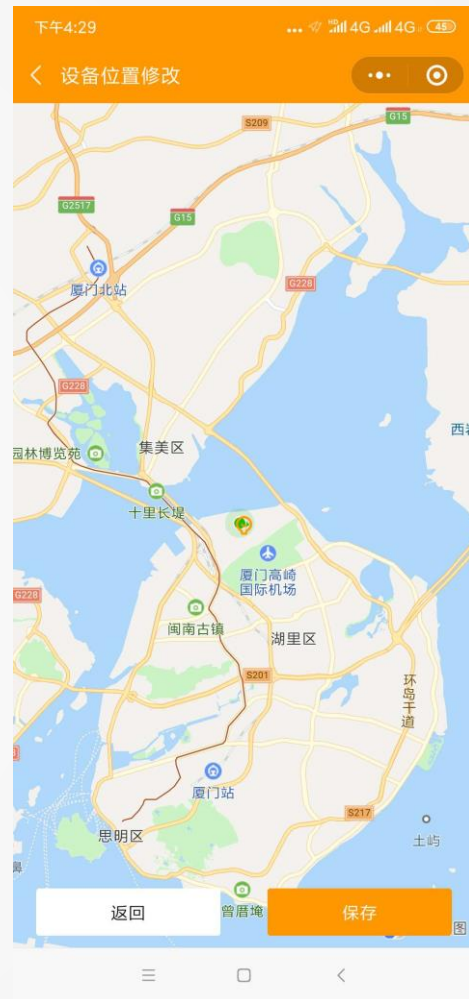 下午4:29
... HD 4G 4G 45
设备位置修改
S209
G15
G2517
G15
厦门北站
G228
G228
西
园林博览苑
集美区
十里长堤
厦门高崎
国际机场
G228
闽南古镇
湖里区
S201
环岛干道
厦门站
S217
思明区
土屿
鼻
返回
曾厝垵
保存
图